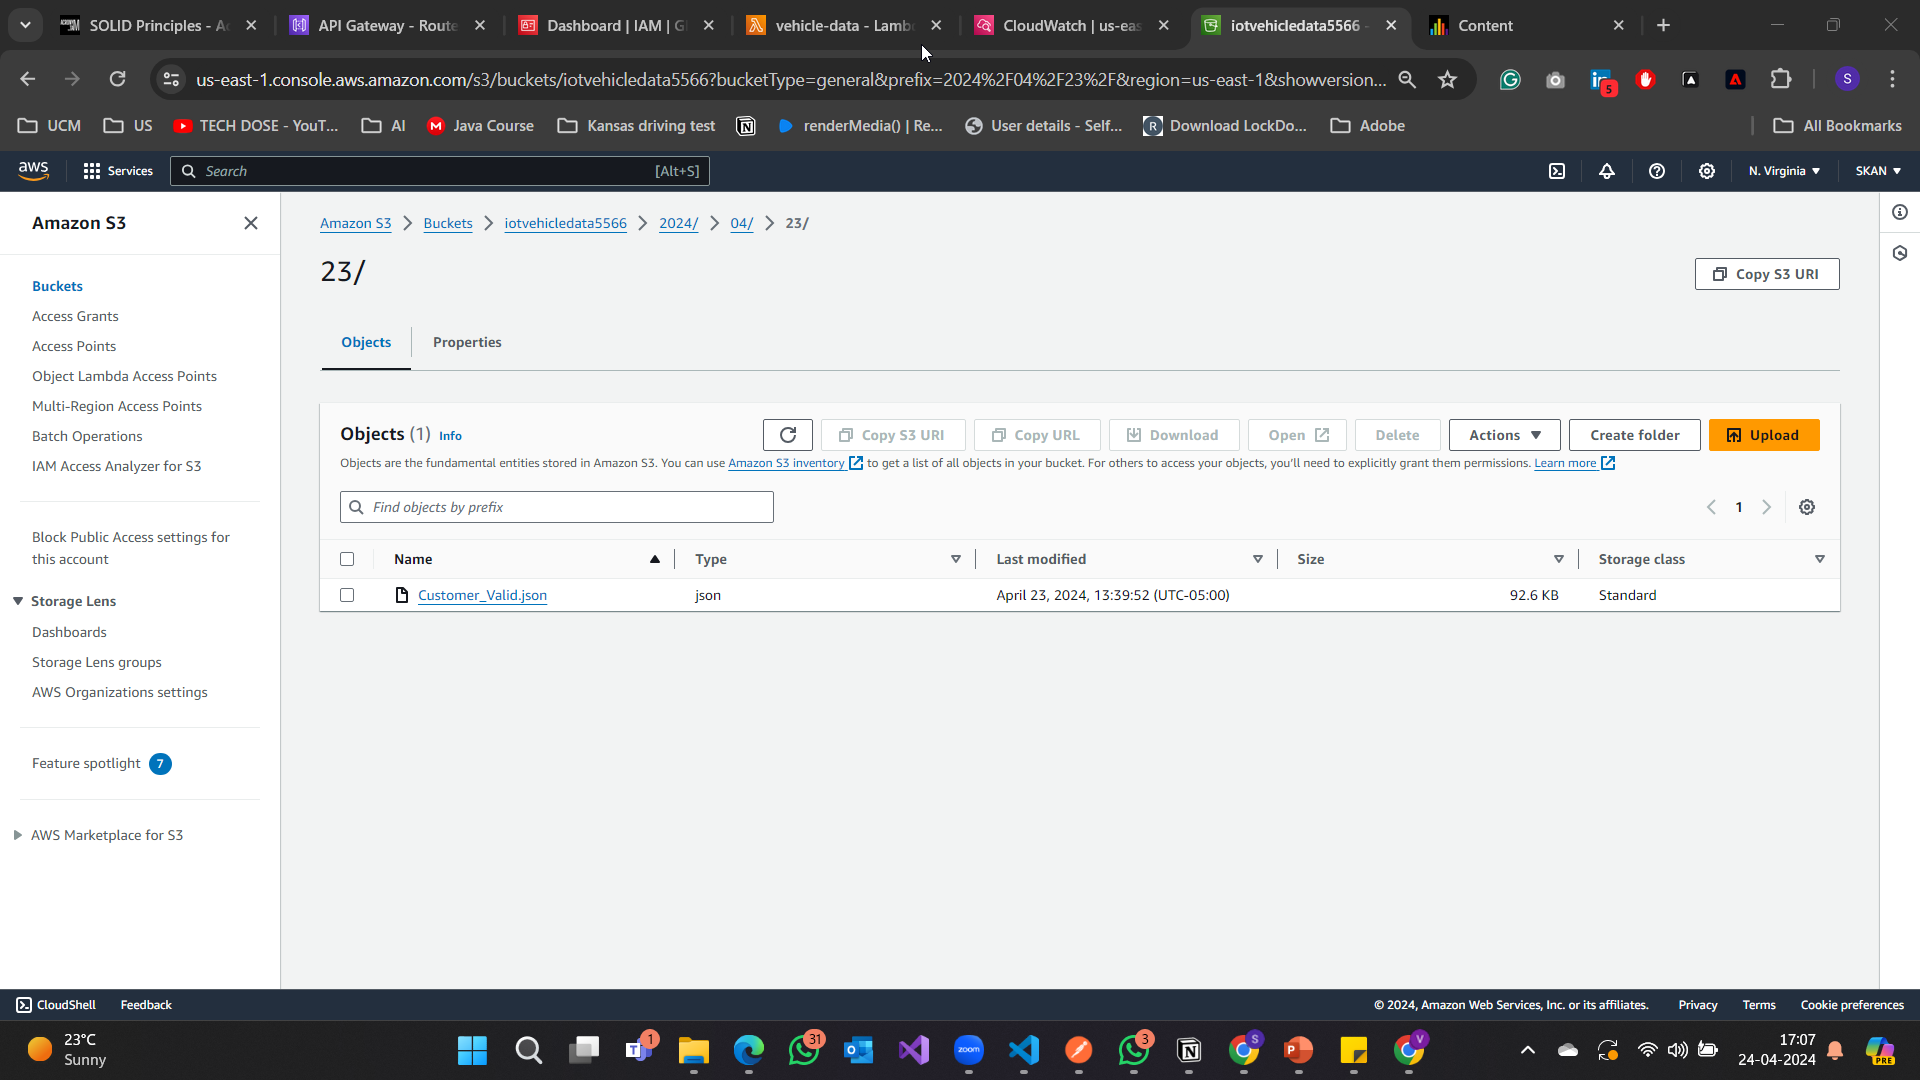 SOLID Principles - Ac
API Gateway - Route
Dashboard | IAM | Gl
vehicle-data - Lamb
CloudWatch | us-eas
iotvehicledata5566 -
Content
us-east-1.console.aws.amazon.com/s3/buckets/iotvehicledata5566?bucketType=general&prefix=2024%2F04%2F23%2F&region=us-east-1&showversion...
5
S
UCM
US
TECH DOSE - YouT...
AI
Java Course
Kansas driving test
renderMedia() | Re...
User details - Self...
Download LockDo...
Adobe
All Bookmarks
aws
Services
Search
[Alt+S]
N. Virginia
SKAN
Amazon S3
Buckets
Access Grants
Access Points
Object Lambda Access Points
Multi-Region Access Points
Batch Operations
IAM Access Analyzer for S3
Block Public Access settings for
this account
Storage Lens
Dashboards
Storage Lens groups
AWS Organizations settings
Feature spotlight 7
AWS Marketplace for S3
Amazon S3 > Buckets > iotvehicledata5566 > 2024/ > 04/ > 23/
23/
Copy S3 URI
Objects
Properties
Objects (1) Info
Copy S3 URI
Copy URL
Download
Open
Delete
Actions
Create folder
Upload
Objects are the fundamental entities stored in Amazon S3. You can use Amazon S3 inventory to get a list of all objects in your bucket. For others to access your objects, you'll need to explicitly grant them permissions. Learn more
Find objects by prefix
1
Name Type Last modified Size Storage class
Customer_Valid.json json April 23, 2024, 13:39:52 (UTC-05:00) 92.6 KB Standard
CloudShell
Feedback
© 2024, Amazon Web Services, Inc. or its affiliates.
Privacy
Terms
Cookie preferences
23°C
Sunny
1
31
zoom
3
S
V
17:07
24-04-2024
PRE